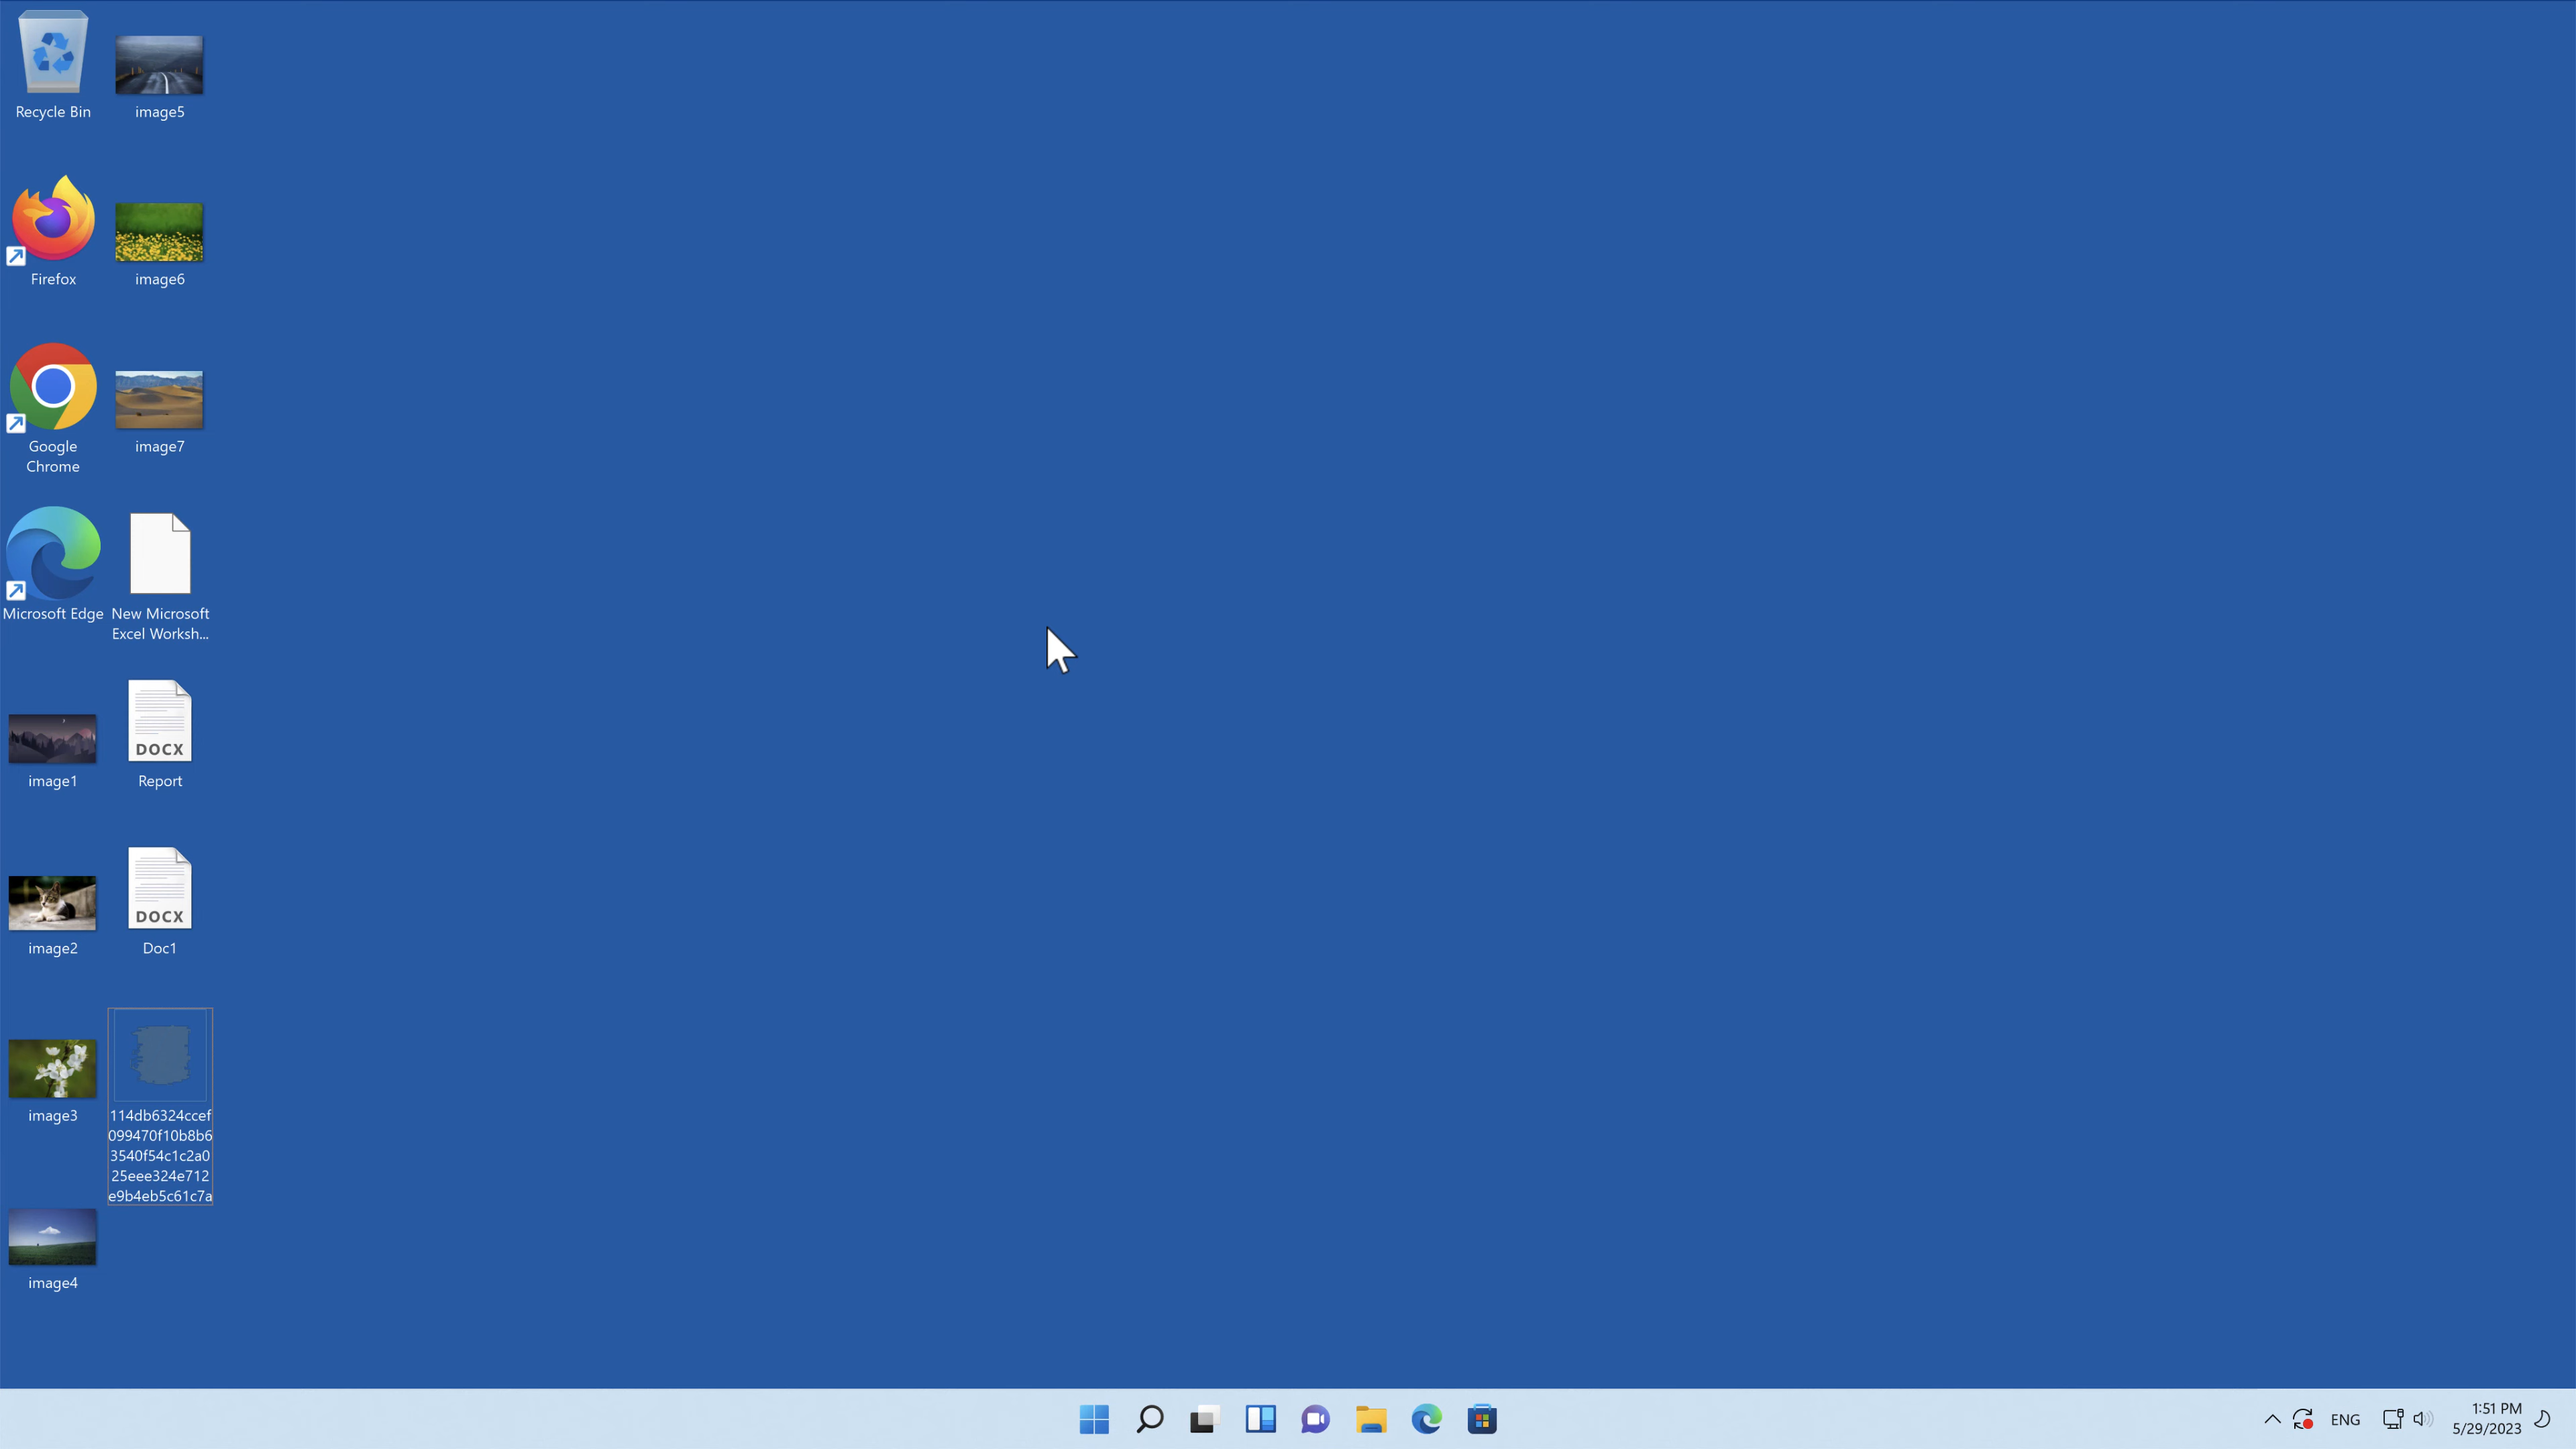 Recycle Bin
image5
Firefox
image6
Google
Chrome
image7
Microsoft Edge
New Microsoft
Excel Worksh...
image1
DOCX
Report
image2
DOCX
Doc1
image3
114db6324ccef
099470f10b8b6
3540f54c1c2a0
25eee324e712
e9b4eb5c61c7a
image4
ENG
1:51 PM
5/29/2023